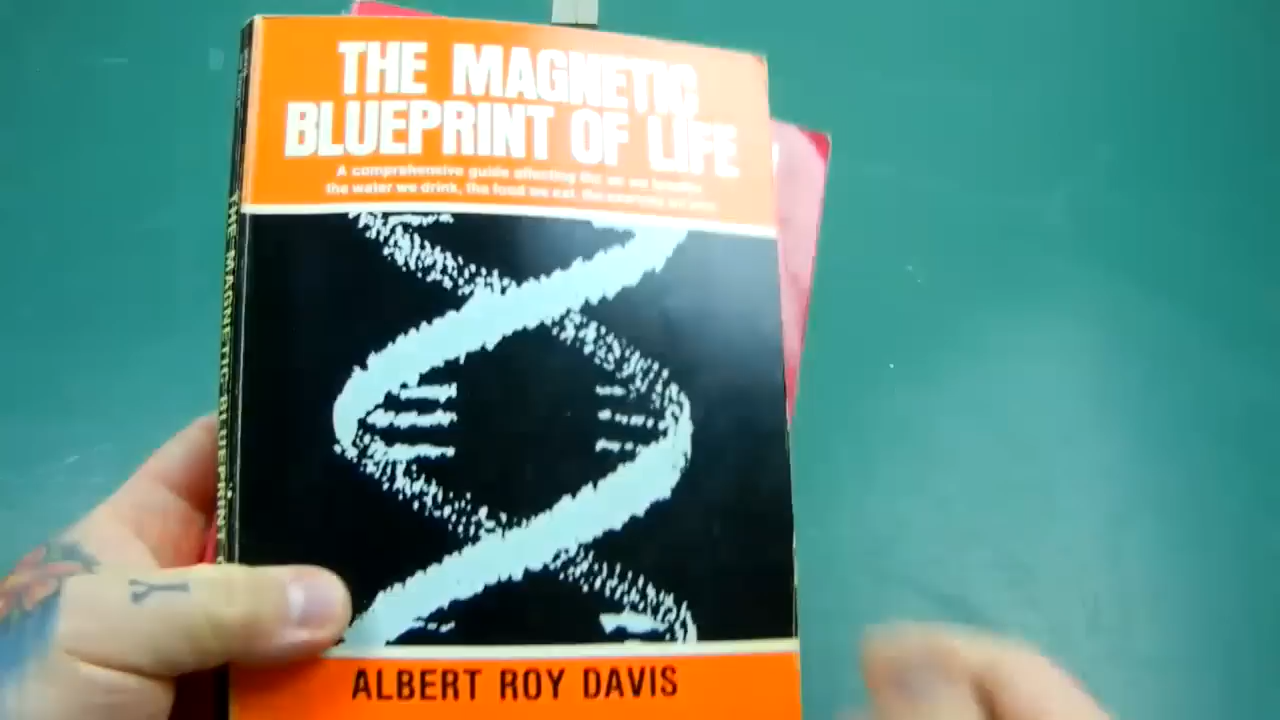 THE MAGNETIC
BLUEPRINT OF LIFE
A comprehensive guide affecting the air we breathe
the water we drink, the food we eat, the
ALBERT ROY DAVIS
THE MAGNETIC BLUEPRINT